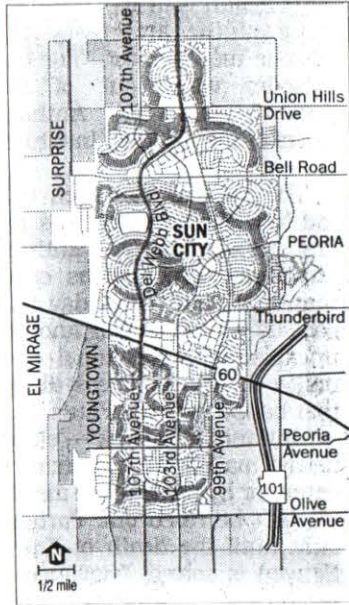 107th Avenue
Union Hills
Drive
SURPRISE
Bell Road
Del Webb Blvd
SUN
CITY
PEORIA
Thunderbird
EL MIRAGE
YOUNGTOWN
60
107th Avenue
103rd Avenue
99th Avenue
Peoria
Avenue
101
Olive
Avenue
N
1/2 mile